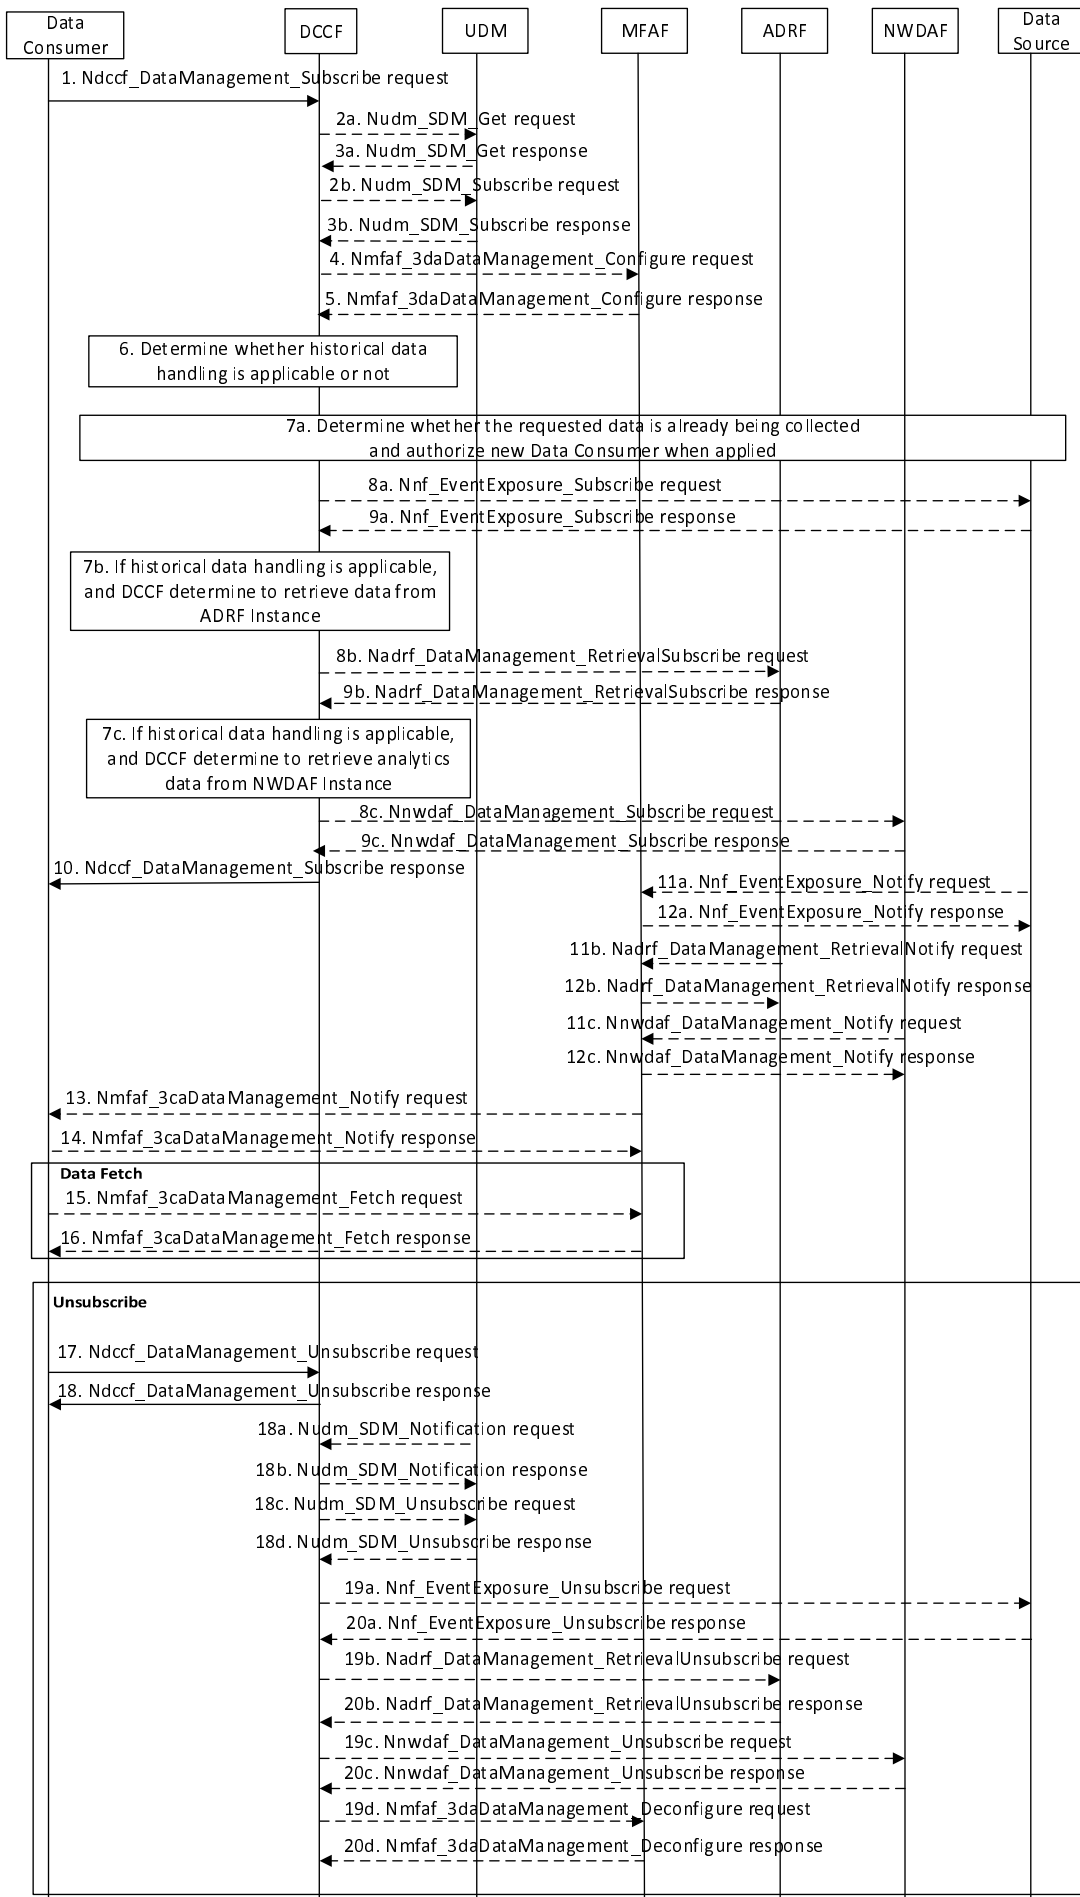 Data
Consumer
DCCF
UDM
MFAF
ADRF
NWDAF
Data
Source
1. Ndccf_DataManagement_Subscribe request
2a. Nudm_SDM_Get request
3a. Nudm_SDM_Get response
2b. Nudm_SDM_Subscribe request
3b. Nudm_SDM_Subscribe response
4. Nmfaf_3daDataManagement_Configure request
5. Nmfaf_3daDataManagement_Configure response
6. Determine whether historical data
handling is applicable or not
7a. Determine whether the requested data is already being collected
and authorize new Data Consumer when applied
8a. Nnf_EventExposure_Subscribe request
9a. Nnf_EventExposure_Subscribe response
7b. If historical data handling is applicable,
and DCCF determine to retrieve data from
ADRF Instance
8b. Nadrf_DataManagement_RetrievalSubscribe request
9b. Nadrf_DataManagement_RetrievalSubscribe response
7c. If historical data handling is applicable,
and DCCF determine to retrieve analytics
data from NWDAF Instance
8c. Nnwdaf_DataManagement_Subscribe request
9c. Nnwdaf_DataManagement_Subscribe response
10. Ndccf_DataManagement_Subscribe response
11a. Nnf_EventExposure_Notify request
12a. Nnf_EventExposure_Notify response
11b. Nadrf_DataManagement_RetrievalNotify request
12b. Nadrf_DataManagement_RetrievalNotify response
11c. Nnwdaf_DataManagement_Notify request
12c. Nnwdaf_DataManagement_Notify response
13. Nmfaf_3caDataManagement_Notify request
14. Nmfaf_3caDataManagement_Notify response
Data Fetch
15. Nmfaf_3caDataManagement_Fetch request
16. Nmfaf_3caDataManagement_Fetch response
Unsubscribe
17. Ndccf_DataManagement_Unsubscribe request
18. Ndccf_DataManagement_Unsubscribe response
18a. Nudm_SDM_Notification request
18b. Nudm_SDM_Notification response
18c. Nudm_SDM_Unsubscribe request
18d. Nudm_SDM_Unsubscribe response
19a. Nnf_EventExposure_Unsubscribe request
20a. Nnf_EventExposure_Unsubscribe response
19b. Nadrf_DataManagement_RetrievalUnsubscribe request
20b. Nadrf_DataManagement_RetrievalUnsubscribe response
19c. Nnwdaf_DataManagement_Unsubscribe request
20c. Nnwdaf_DataManagement_Unsubscribe response
19d. Nmfaf_3daDataManagement_Deconfigure request
20d. Nmfaf_3daDataManagement_Deconfigure response